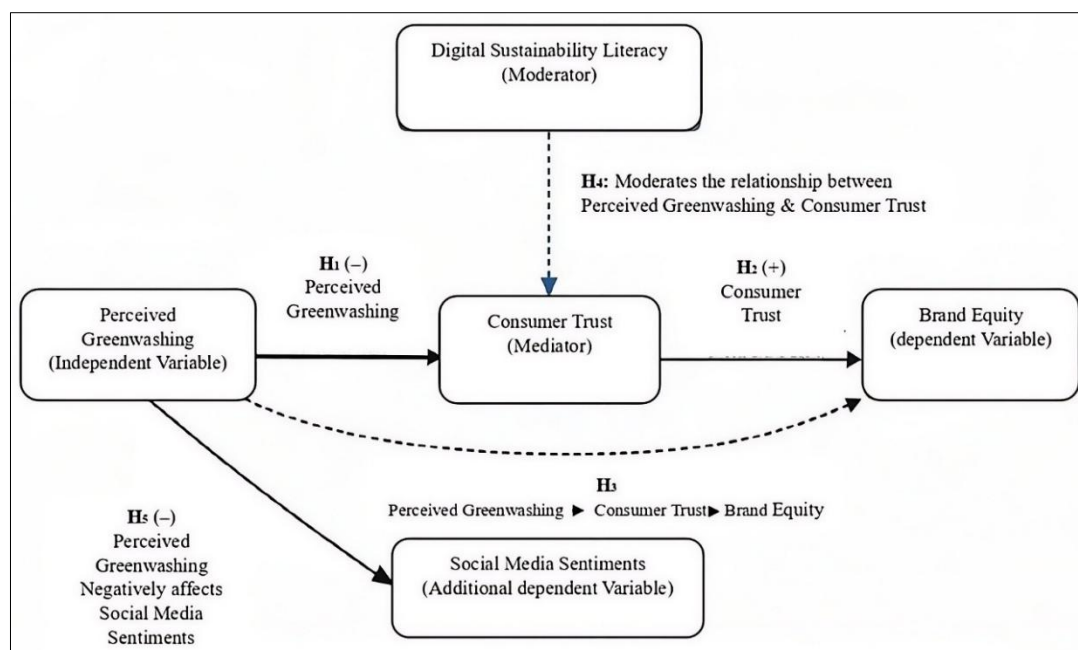 Digital Sustainability Literacy
(Moderator)
H₄: Moderates the relationship between
Perceived Greenwashing & Consumer Trust
H₁ (–)
Perceived
Greenwashing
H₂ (+)
Consumer
Trust
Perceived
Greenwashing
(Independent Variable)
Consumer Trust
(Mediator)
Brand Equity
(dependent Variable)
H₃
Perceived Greenwashing ► Consumer Trust ► Brand Equity
H₅ (–)
Perceived
Greenwashing
Negatively affects
Social Media
Sentiments
Social Media Sentiments
(Additional dependent Variable)